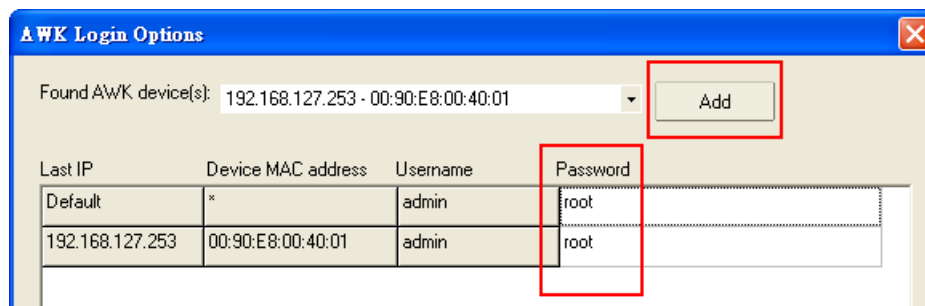 AWK Login Options
Found AWK device(s): 192.168.127.253 - 00:90:E8:00:40:01 Add
Last IP Device MAC address Username Password
Default * admin root
192.168.127.253 00:90:E8:00:40:01 admin root